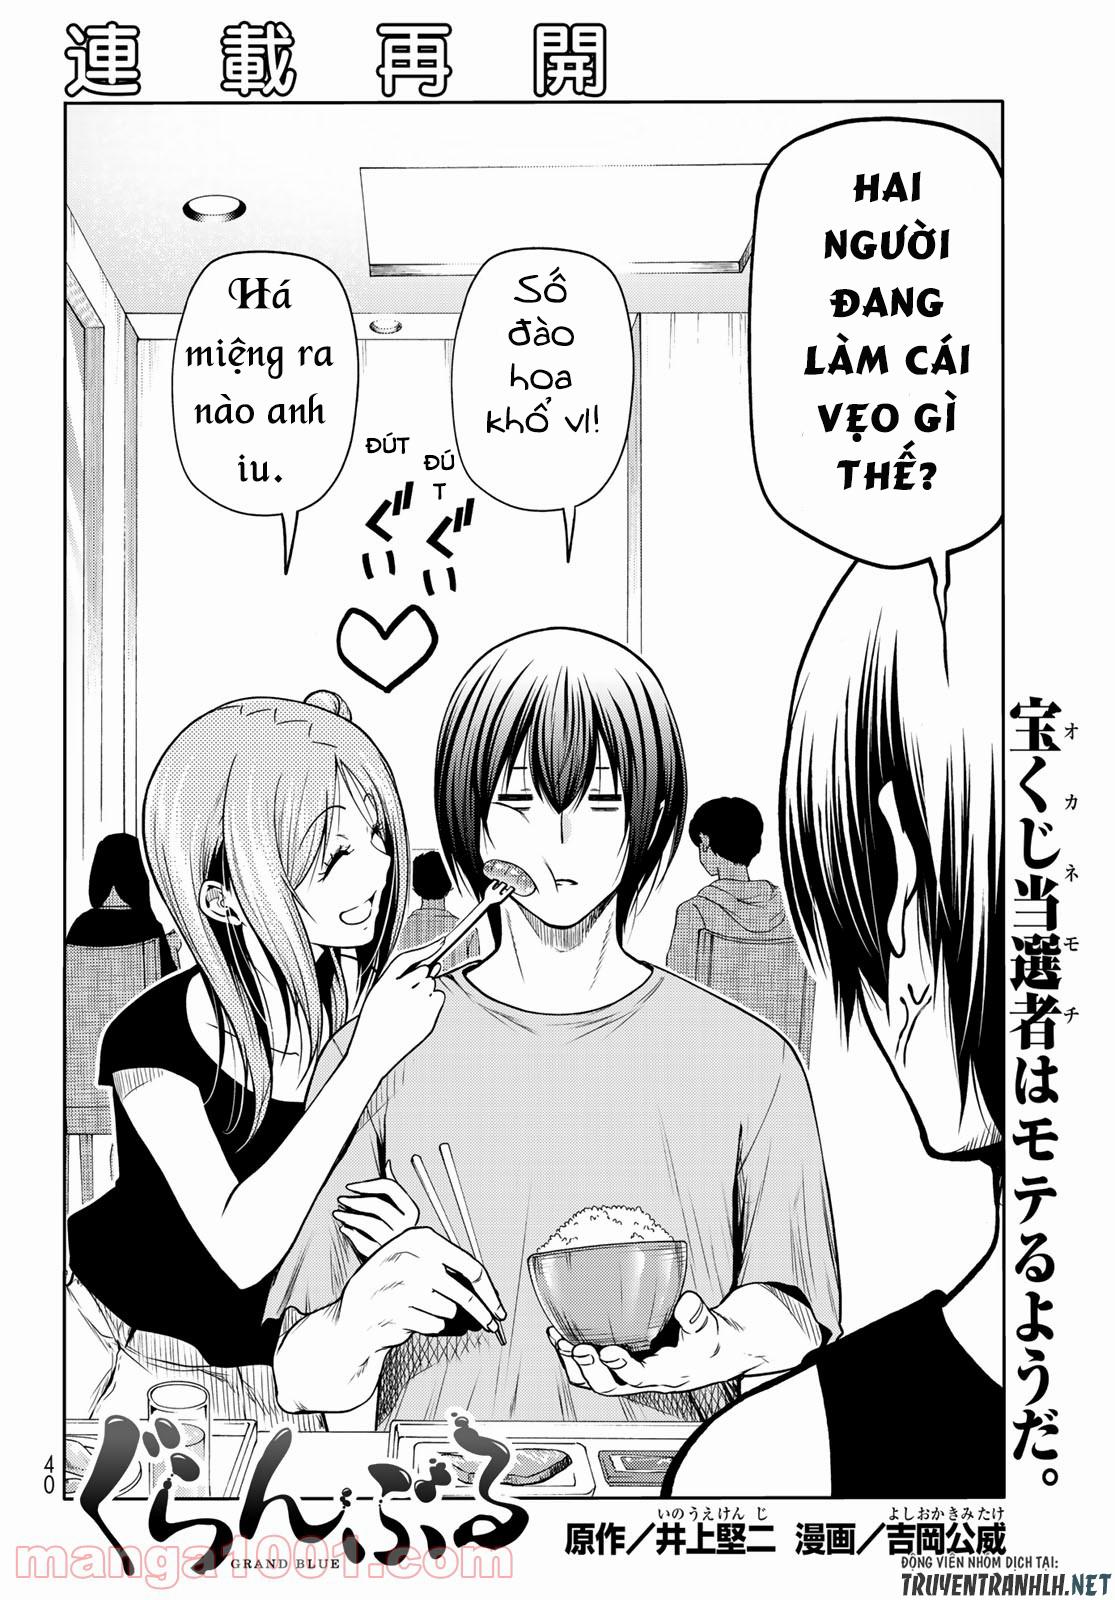 連載再開
HAI
NGƯỜI
ĐANG
LÀM CÁI
VẸO GÌ
THẾ?
Số
đào
hoa
khổ vl!
Há
miệng ra
nào anh
iu.
ĐÚT
ĐÚ
T
ぐい
ぐい
宝くじ当選者はモテるようだ。
オカネモチ
40
ぐらんぶる
GRAND BLUE
いのうえけんじ
よしおかきみたけ
原作/井上堅二 漫画/吉岡公威
manga1001.com
ĐỘNG VIÊN NHÓM DỊCH TẠI:
TRUYENTRANHLH.NET